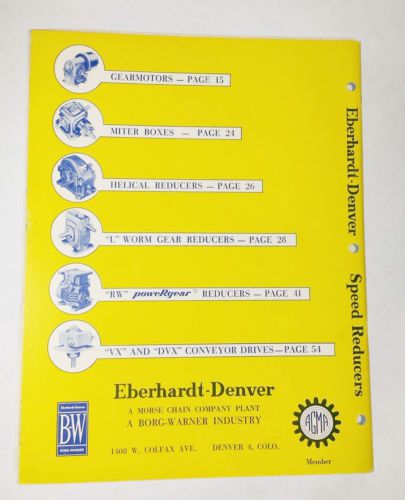 GEARMOTORS — PAGE 15
MITER BOXES — PAGE 24
HELICAL REDUCERS — PAGE 26
"L" WORM GEAR REDUCERS — PAGE 28
"RW" poweRgear® REDUCERS — PAGE 41
"VX" AND "DVX" CONVEYOR DRIVES—PAGE 54
Eberhardt-Denver
A MORSE CHAIN COMPANY PLANT
A BORG-WARNER INDUSTRY
1408 W. COLFAX AVE. DENVER 4, COLO.
Eberhardt-Denver
BW
BORG-WARNER
AGMA
Member
Eberhardt-Denver Speed Reducers